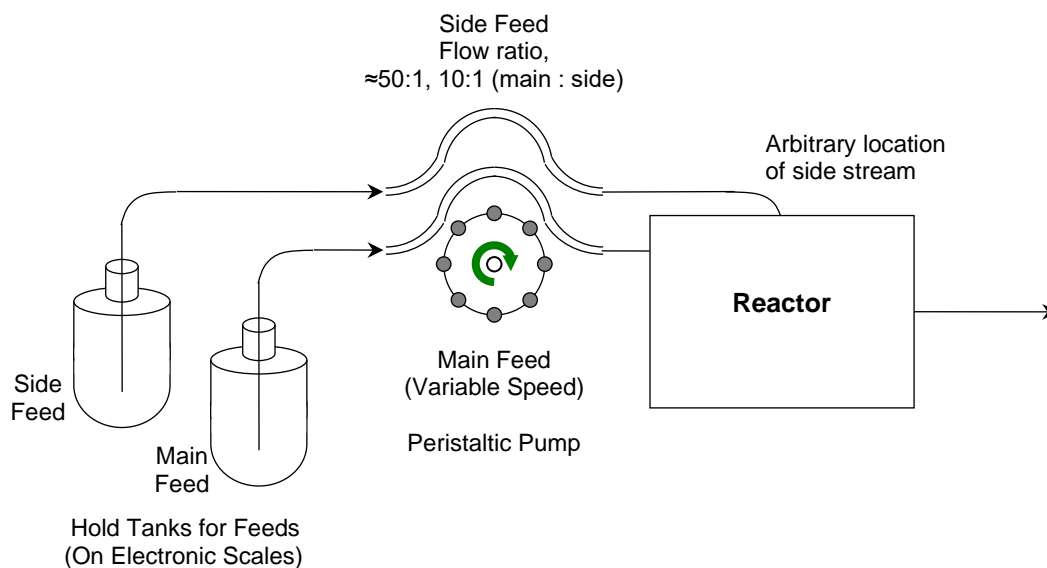 Side Feed
Flow ratio,
≈50:1, 10:1 (main : side)
Arbitrary location
of side stream
Reactor
Main Feed
(Variable Speed)
Peristaltic Pump
Side
Feed
Main
Feed
Hold Tanks for Feeds
(On Electronic Scales)